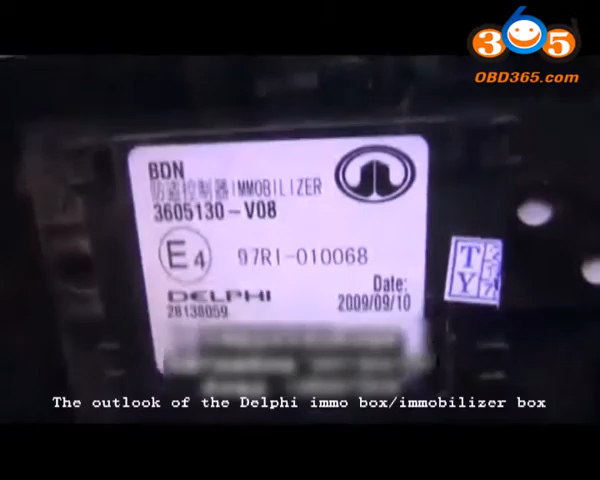 365
OBD365.com
BDN
防盗控制器IMMOBILIZER
3605130-V08
E4
97RI-010068
DELPHI
28138059
Date:
2009/09/10
T
Y
The outlook of the Delphi immo box/immobilizer box